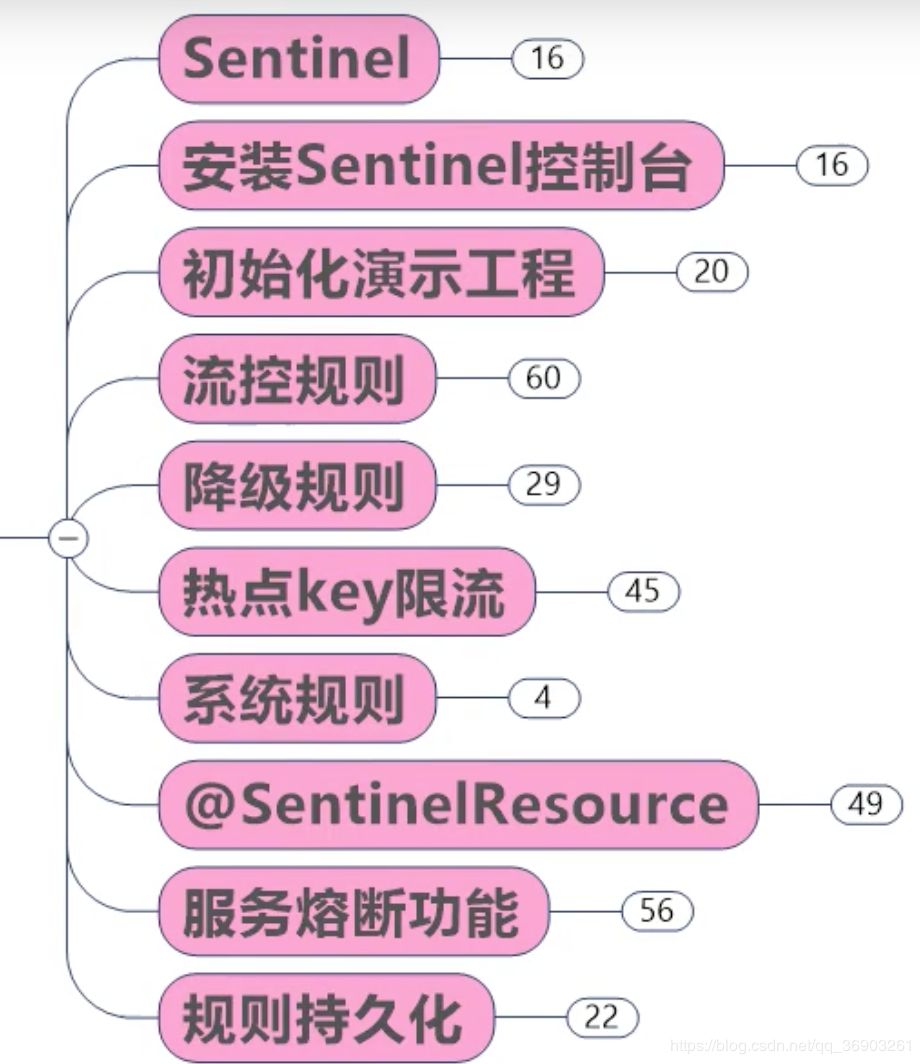 Sentinel 16
安装Sentinel控制台 16
初始化演示工程 20
流控规则 60
降级规则 29
热点key限流 45
系统规则 4
@SentinelResource 49
服务熔断功能 56
规则持久化 22
https://blog.csdn.net/qq_36903261